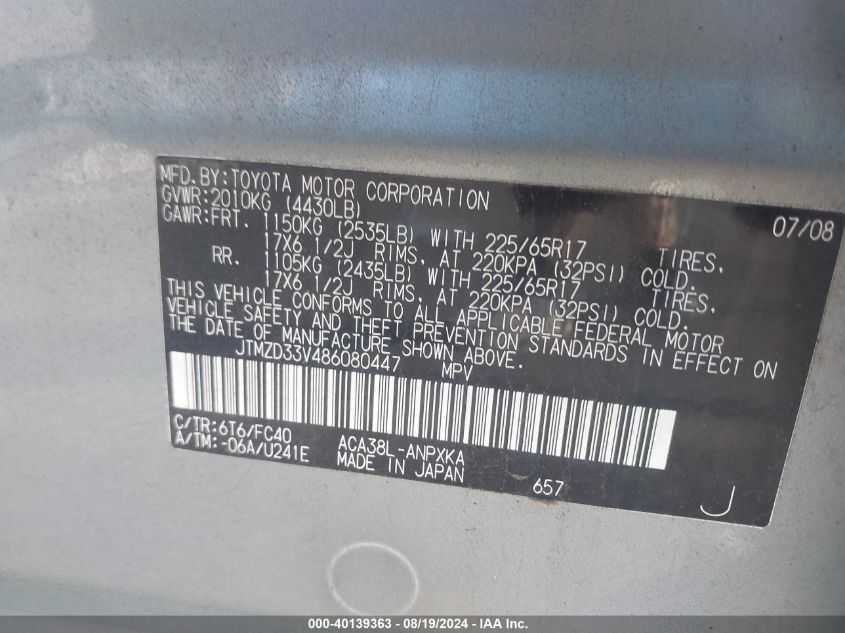 MFD.BY:TOYOTA MOTOR CORPORATION 07/08
GVWR:2010KG (4430LB)
GAWR:FRT. 1150KG (2535LB) WITH 225/65R17 TIRES,
17X6 1/2J RIMS, AT 220KPA (32PSI) COLD.
RR. 1105KG (2435LB) WITH 225/65R17 TIRES,
17X6 1/2J RIMS, AT 220KPA (32PSI) COLD.
THIS VEHICLE CONFORMS TO ALL APPLICABLE FEDERAL MOTOR
VEHICLE SAFETY AND THEFT PREVENTION STANDARDS IN EFFECT ON
THE DATE OF MANUFACTURE SHOWN ABOVE.
JTMZD33V486080447 MPV
C/TR:6T6/FC40 ACA38L-ANPXKA
A/TM:-06A/U241E MADE IN JAPAN
657
J
000-40139363 - 08/19/2024 - IAA Inc.